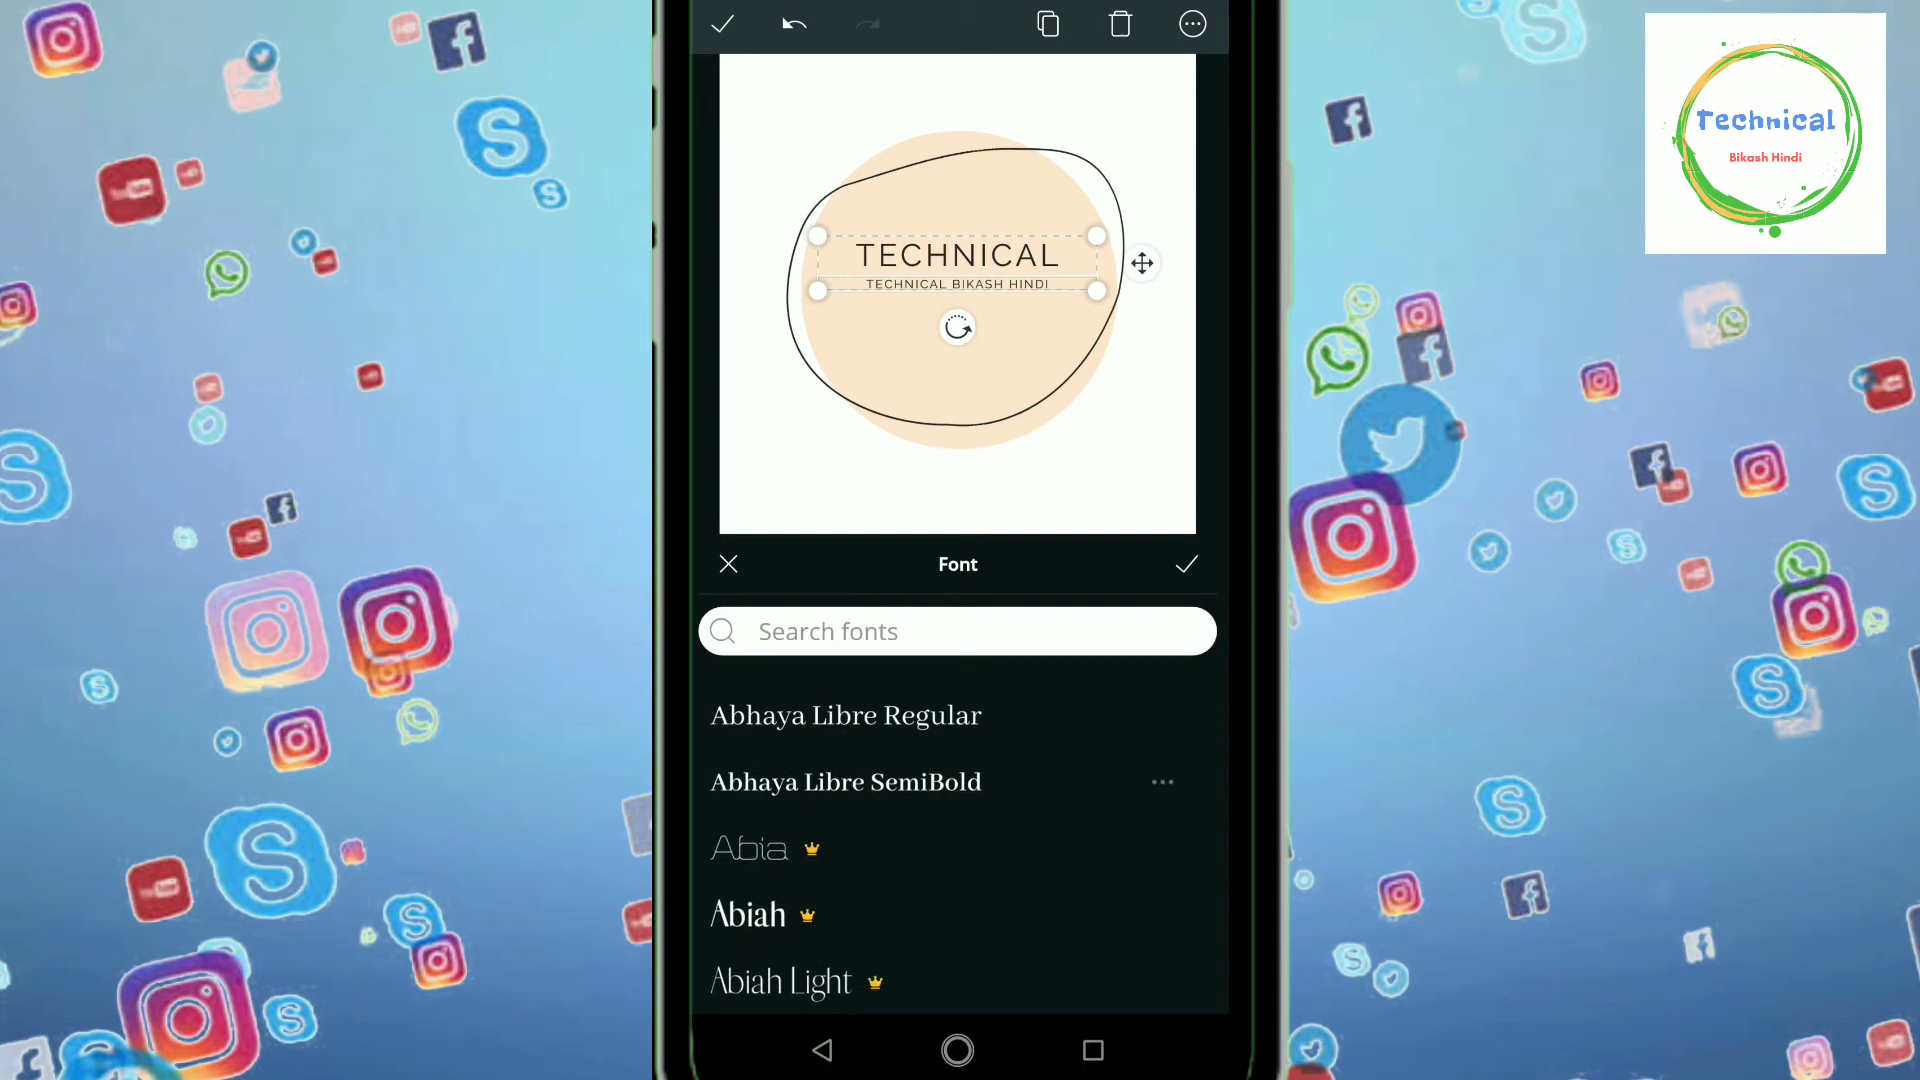 TECHNICAL
TECHNICAL BIKASH HINDI
Font
Search fonts
Abhaya Libre Regular
Abhaya Libre SemiBold
Abia
Abiah
Abiah Light
Technical
Bikash Hindi